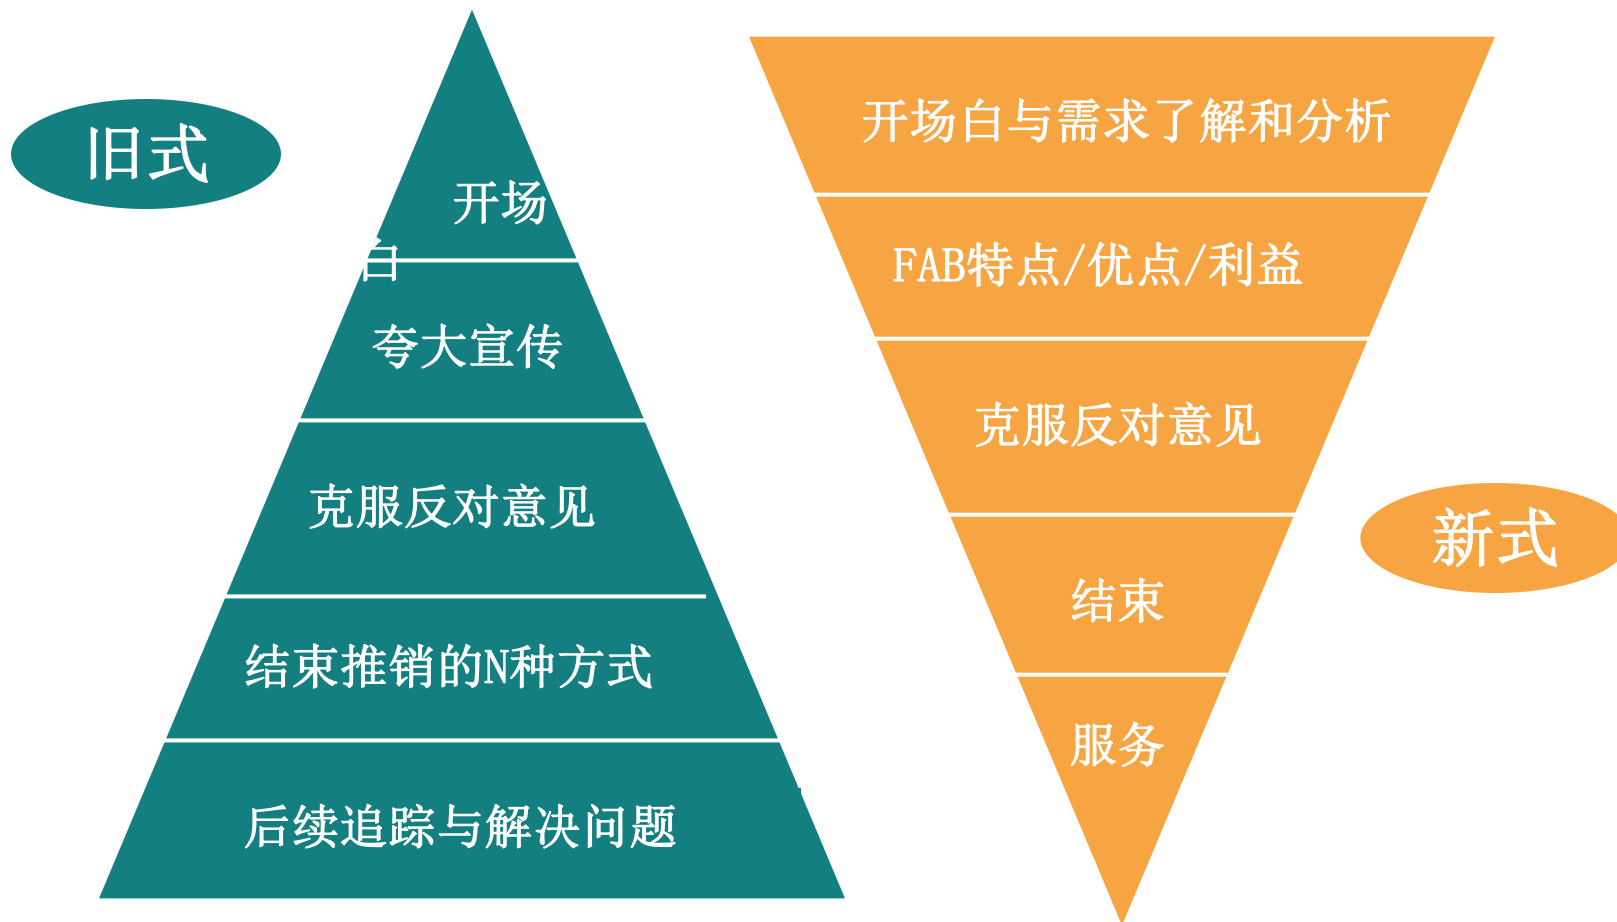 旧式
开场
白
夸大宣传
克服反对意见
结束推销的N种方式
后续追踪与解决问题
开场白与需求了解和分析
FAB特点/优点/利益
克服反对意见
结束
服务
新式